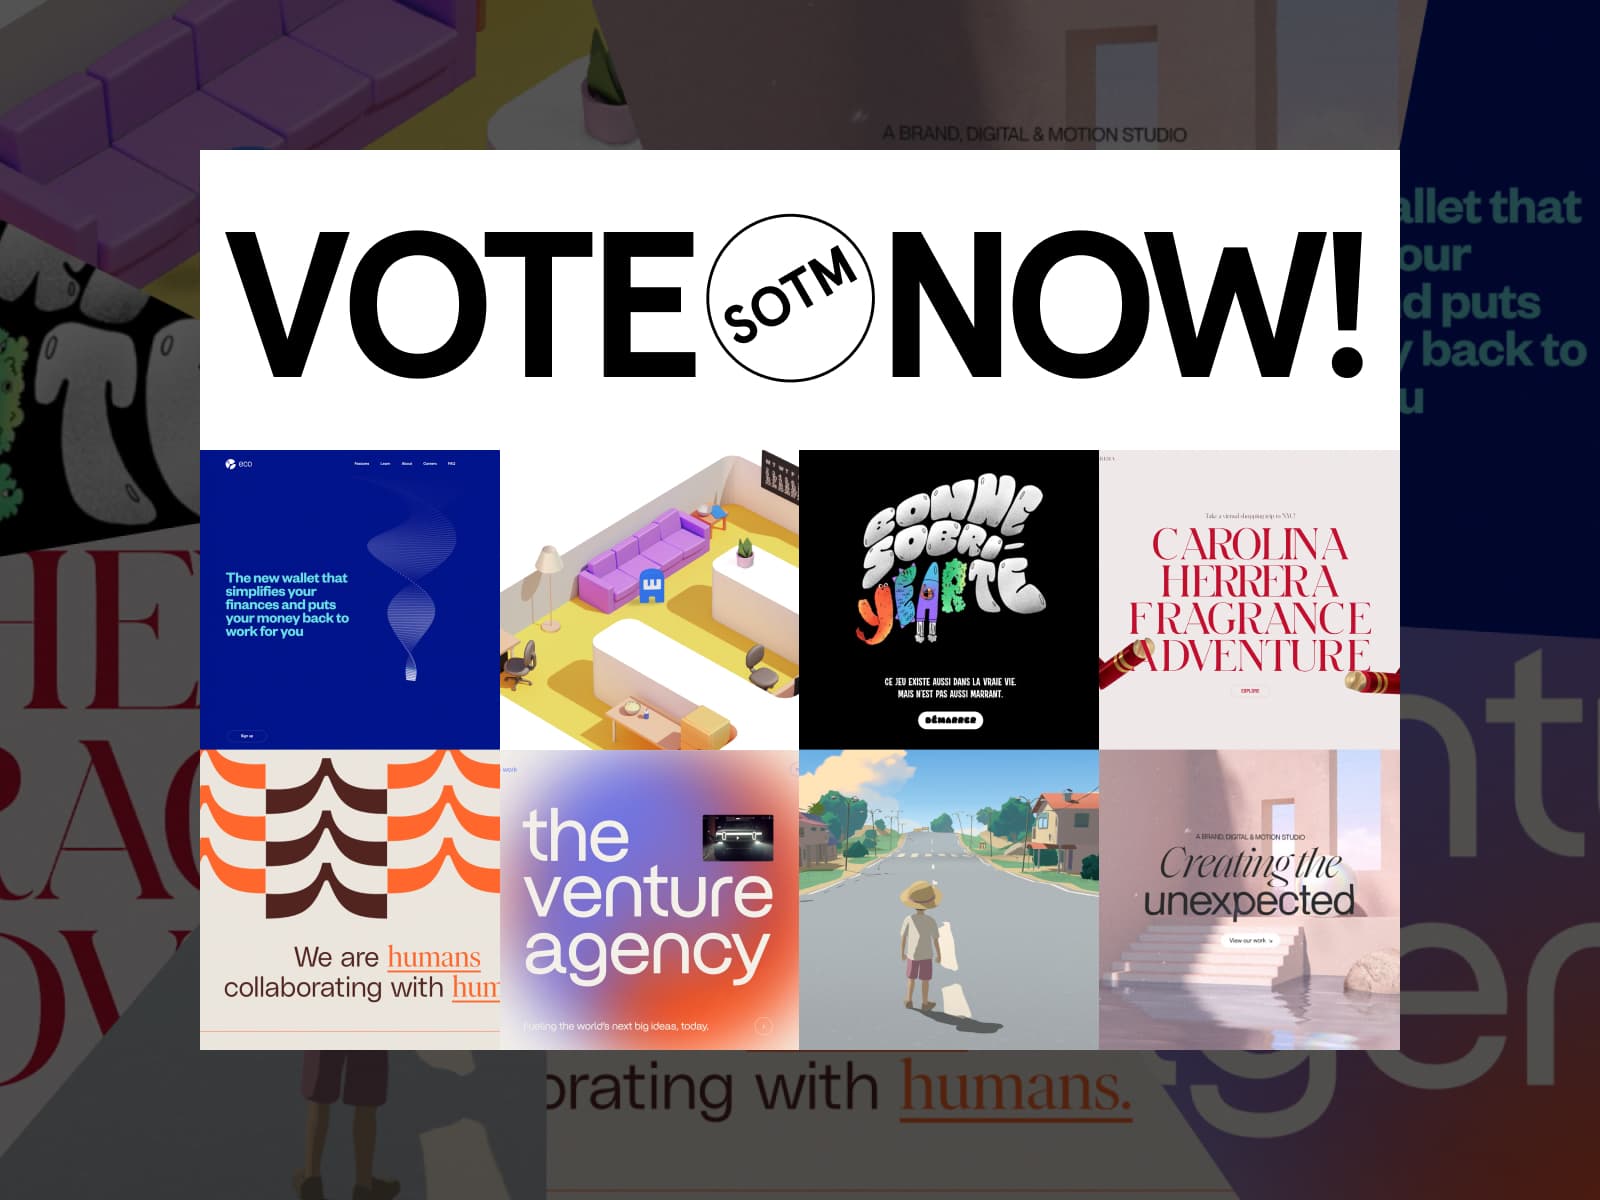 A BRAND, DIGITAL & MOTION STUDIO
VOTE SOTM NOW!
allet that
our
d puts
y back to
u
eco
Features Learn About Careers FAQ
The new wallet that
simplifies your
finances and puts
your money back to
work for you
Sign up
M T W T F
E
BONNE
SOBRI-
YEARTÉ
CE JEU EXISTE AUSSI DANS LA VRAIE VIE.
MAIS N'EST PAS AUSSI MARRANT.
DÉMARRER
Take a virtual shopping trip to NYC!
CAROLINA
HERRERA
FRAGRANCE
ADVENTURE
EXPLORE
We are humans
collaborating with hum
work
the
venture
agency
Fueling the world's next big ideas, today.
A BRAND, DIGITAL & MOTION STUDIO
Creating the
unexpected
View our work ↘
HE
RAG
OV
ntu
gen
orating with humans.